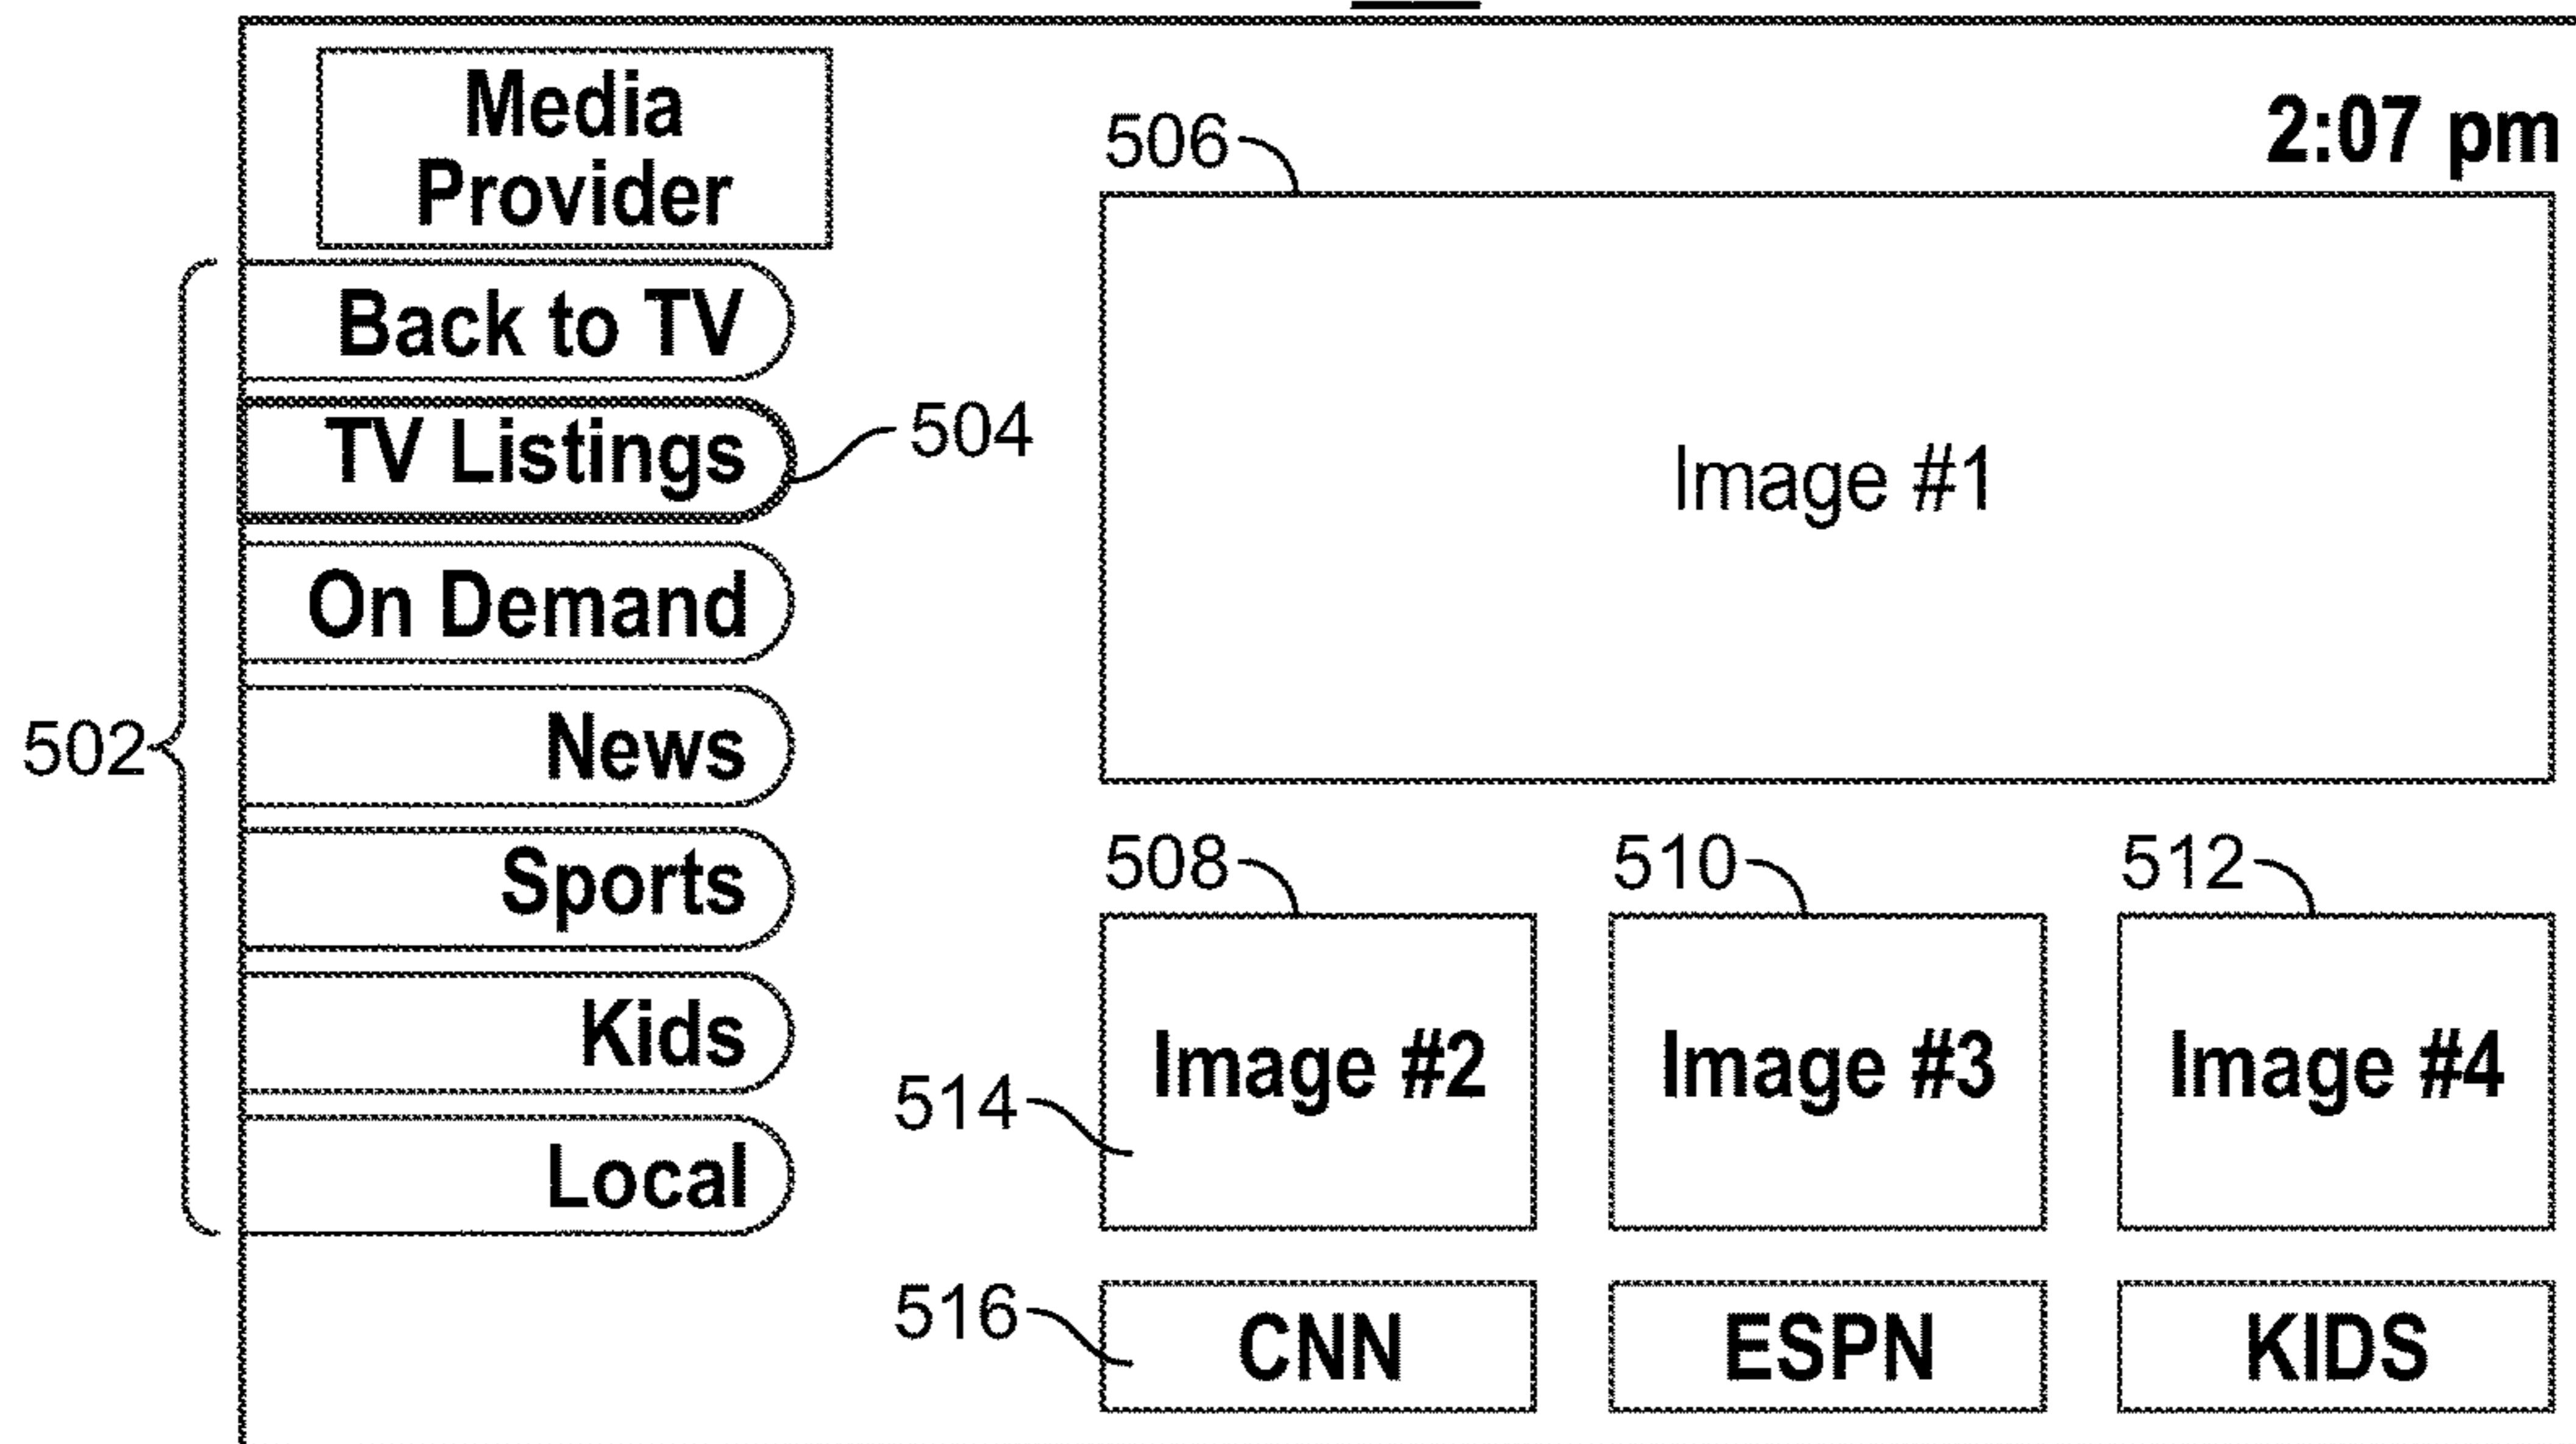 Media
Provider
2:07 pm
506
Back to TV
TV Listings
504
Image #1
On Demand
News
502
Sports
Kids
Local
508
510
512
Image #2
Image #3
Image #4
514
516
CNN
ESPN
KIDS